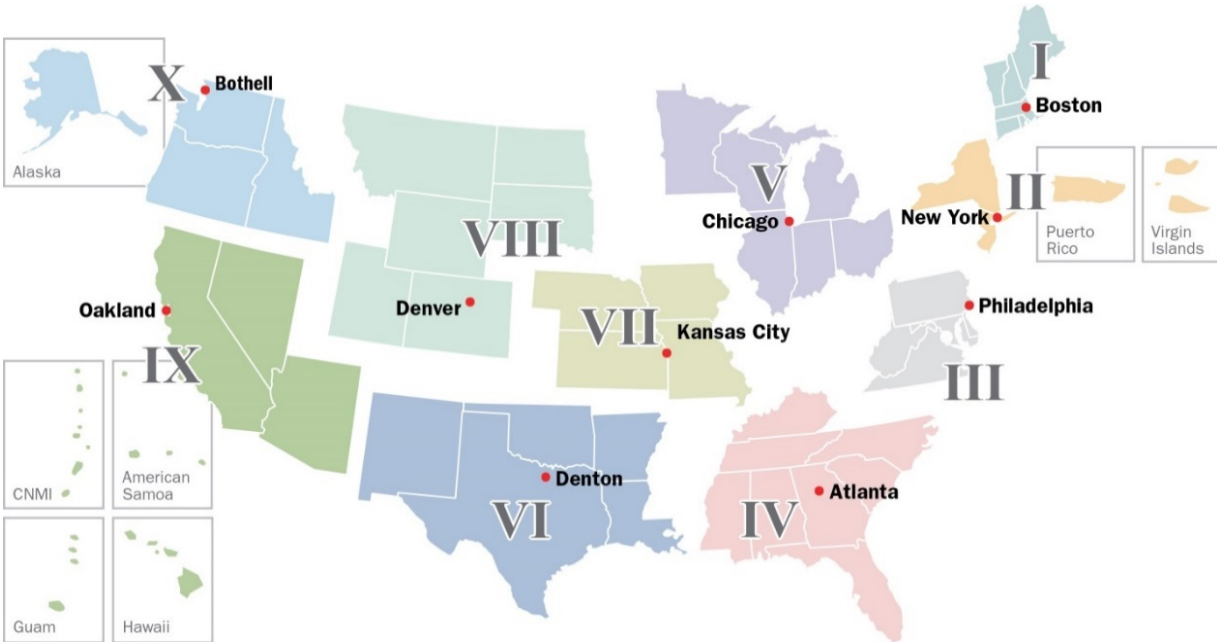 I
X
Bothell
Boston
Alaska
V
II
New York
Chicago
VIII
Puerto
Rico
Virgin
Islands
Denver
Philadelphia
Oakland
VII
Kansas City
IX
III
CNMI
American
Samoa
Denton
Atlanta
VI
IV
Guam
Hawaii